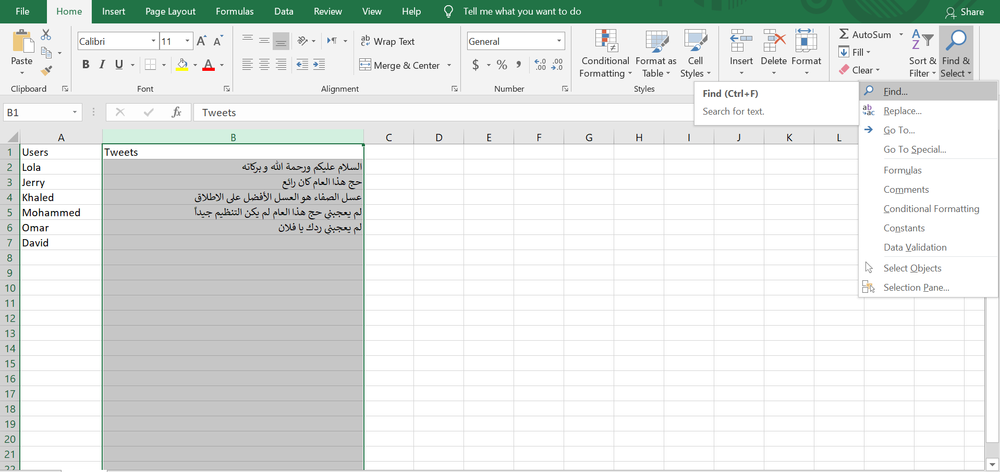 File Home Insert Page Layout Formulas Data Review View Help Tell me what you want to do Share
Calibri 11 ab Wrap Text General AutoSum
Paste Conditional Formatting Format as Table Cell Styles Insert Delete Format Fill Sort & Filter Find & Select
B I U A Merge & Center $ % , Clear
Clipboard Font Alignment Number Styles
B1 fx Tweets
Find (Ctrl+F)
Search for text.
Find...
Replace...
Go To...
Go To Special...
Formulas
Comments
Conditional Formatting
Constants
Data Validation
Select Objects
Selection Pane...
A B C D E F G H I J K L
1 Users Tweets
2 Lola السلام عليكم ورحمة الله و بركاته
3 Jerry حج هذا العام كان رائع
4 Khaled عسل الصفاء هو العسل الأفضل على الاطلاق
5 Mohammed لم يعجبني حج هذا العام لم يكن التنظيم جيداً
6 Omar لم يعجبني ردك يا فلان
7 David
8
9
10
11
12
13
14
15
16
17
18
19
20
21
22